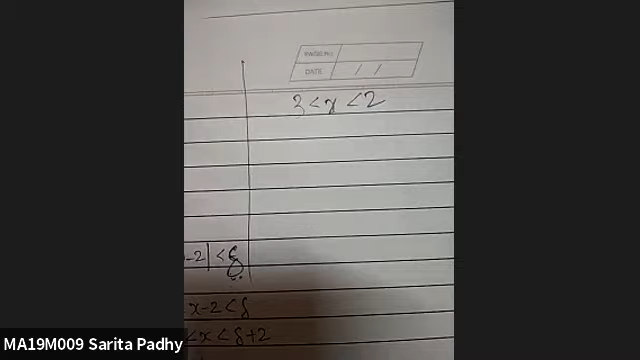 PAGE No.
DATE / /
3 < x < 2
-2| < δ
x-2 < δ
< x < δ+2
MA19M009 Sarita Padhy